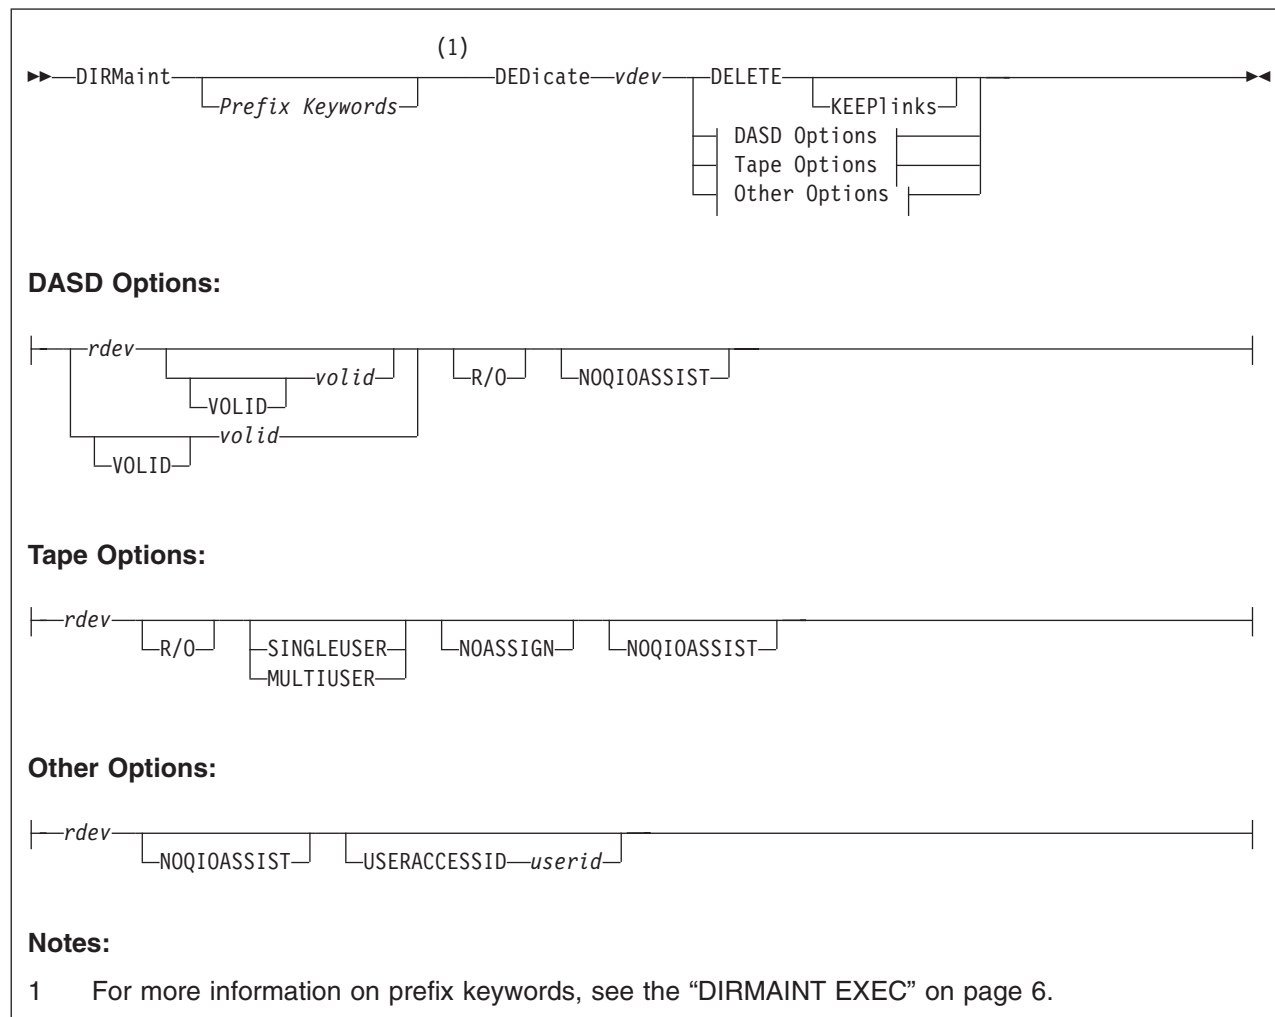 (1)
DIRMaint DEDicate vdev DELETE
Prefix Keywords KEEPlinks
DASD Options
Tape Options
Other Options
DASD Options:
rdev
volid R/O NOQIOASSIST
VOLID
volid
VOLID
Tape Options:
rdev
R/O SINGLEUSER NOASSIGN NOQIOASSIST
MULTIUSER
Other Options:
rdev
NOQIOASSIST USERACCESSID userid
Notes:
1 For more information on prefix keywords, see the “DIRMAINT EXEC” on page 6.